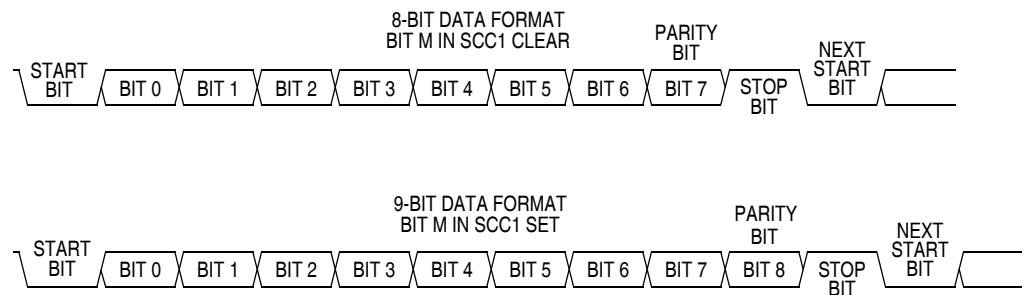 8-BIT DATA FORMAT
BIT M IN SCC1 CLEAR
PARITY
BIT
NEXT
START
BIT
START
BIT
BIT 0
BIT 1
BIT 2
BIT 3
BIT 4
BIT 5
BIT 6
BIT 7
STOP
BIT
9-BIT DATA FORMAT
BIT M IN SCC1 SET
PARITY
BIT
NEXT
START
BIT
START
BIT
BIT 0
BIT 1
BIT 2
BIT 3
BIT 4
BIT 5
BIT 6
BIT 7
BIT 8
STOP
BIT